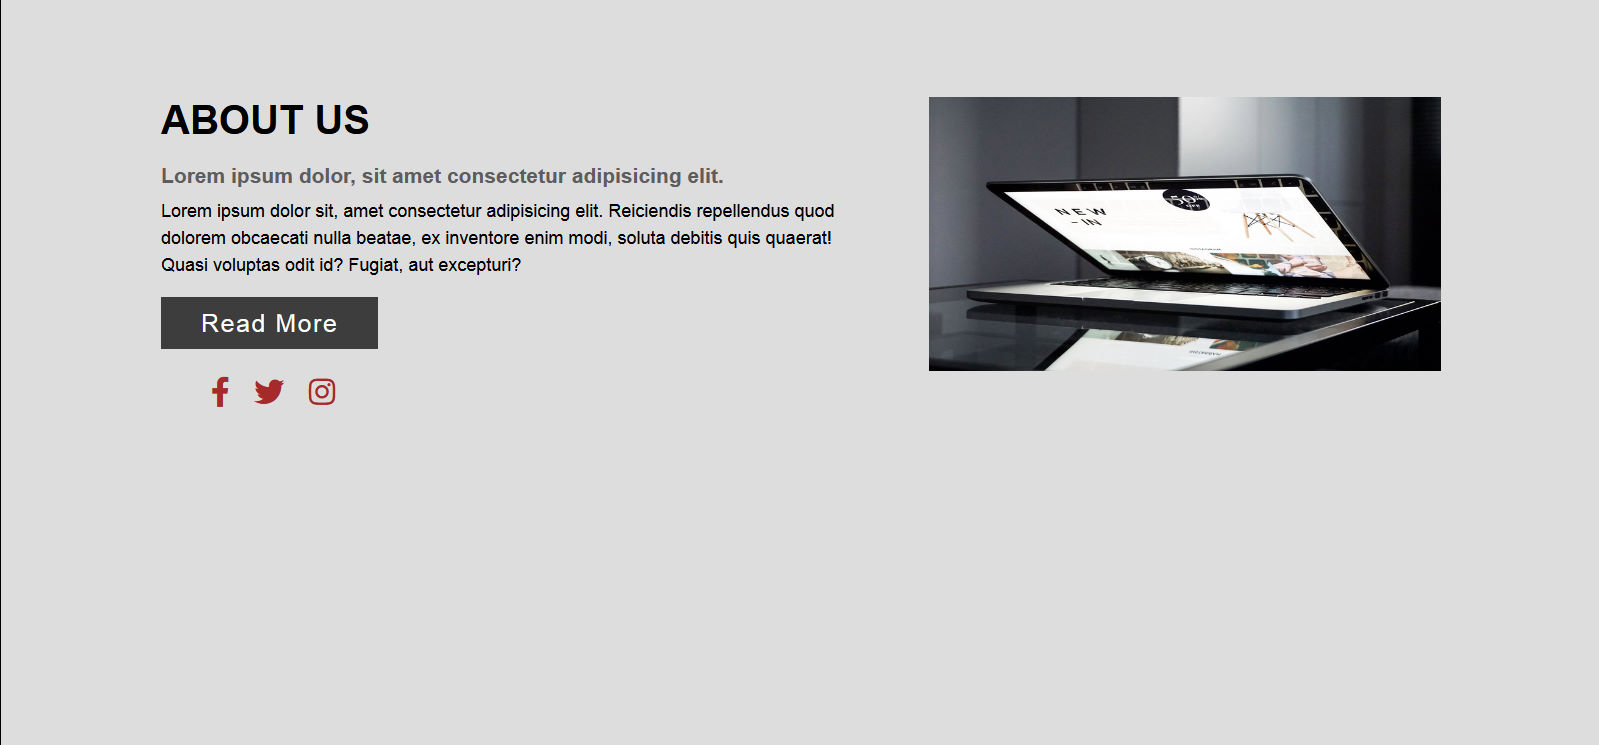 ABOUT US
Lorem ipsum dolor, sit amet consectetur adipisicing elit.
Lorem ipsum dolor sit, amet consectetur adipisicing elit. Reiciendis repellendus quod
dolorem obcaecati nulla beatae, ex inventore enim modi, soluta debitis quis quaerat!
Quasi voluptas odit id? Fugiat, aut excepturi?
Read More
50
OFF
NEW
-IN